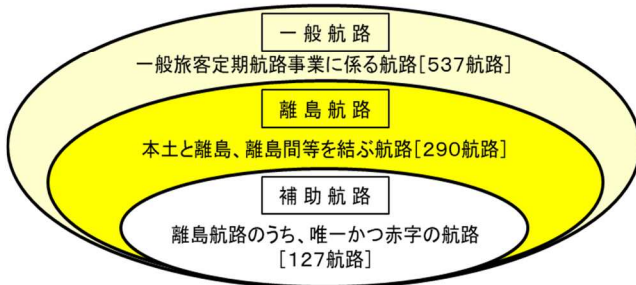 一般航路
一般旅客定期航路事業に係る航路[537航路]
離島航路
本土と離島、離島間等を結ぶ航路[290航路]
補助航路
離島航路のうち、唯一かつ赤字の航路
[127航路]